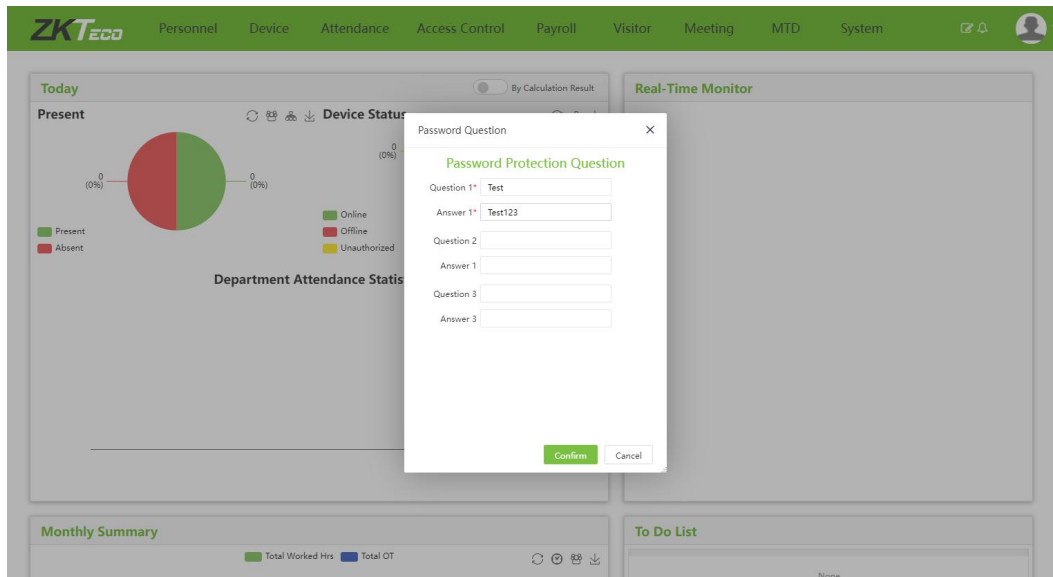 ZKTeco Personnel Device Attendance Access Control Payroll Visitor Meeting MTD System
Today
By Calculation Result
Real-Time Monitor
Present
Device Status
0
(0%)
0
(0%)
0
(0%)
Present
Absent
Online
Offline
Unauthorized
Department Attendance Statis
Password Question
Password Protection Question
Question 1* Test
Answer 1* Test123
Question 2
Answer 1
Question 3
Answer 3
Confirm Cancel
Monthly Summary
Total Worked Hrs Total OT
To Do List
None